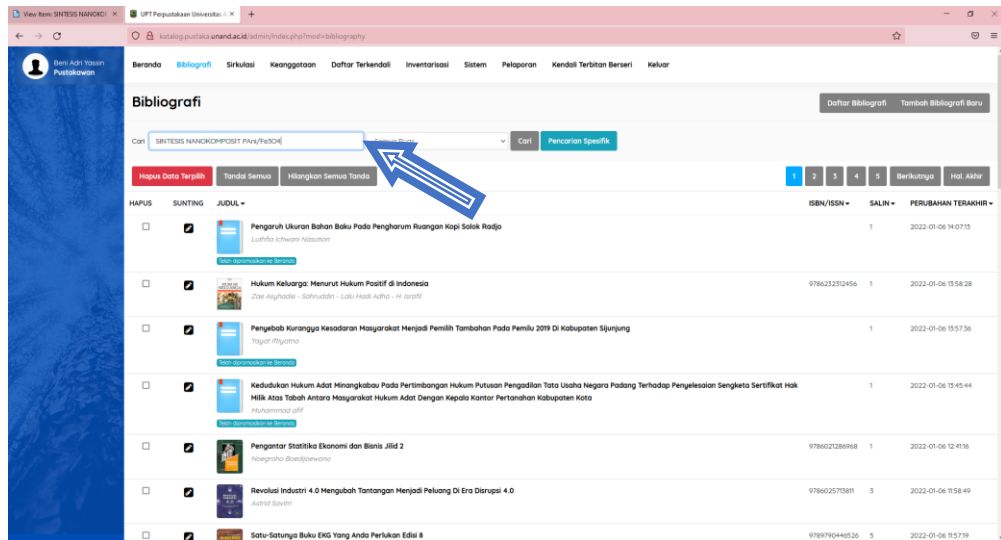 View Item: SINTESIS NANOKO
UPT Perpustakaan Universitas A
katalog.pustaka.unand.ac.id/admin/index.php?mod=bibliography
Beni Adri Yassin
Pustakawan
Beranda Bibliografi Sirkulasi Keanggotaan Daftar Terkendali Inventarisasi Sistem Pelaporan Kendali Terbitan Berseri Keluar
Bibliografi
Daftar Bibliografi Tambah Bibliografi Baru
Cari SINTESIS NANOKOMPOSIT PAni/Fe3O4 Semua Cari Pencarian Spesifik
Hapus Data Terpilih Tandai Semua Hilangkan Semua Tanda 1 2 3 4 5 Berikutnya Hal. Akhir
HAPUS SUNTING JUDUL ISBN/ISSN SALIN PERUBAHAN TERAKHIR
Pengaruh Ukuran Bahan Baku Pada Pengharum Ruangan Kopi Solok Radjo 1 2022-01-06 14:07:15
Luthfia Ichwani Nasution
Telah dipromosikan ke Beranda
Hukum Keluarga: Menurut Hukum Positif di Indonesia 9786232312456 1 2022-01-06 13:58:28
Zae Asyhadie - Sahruddin - Lalu Hadi Adha - H. Israfil
Penyebab Kurangya Kesadaran Masyarakat Menjadi Pemilih Tambahan Pada Pemilu 2019 Di Kabupaten Sijunjung 1 2022-01-06 13:57:36
Yayat Iftiyatna
Telah dipromosikan ke Beranda
Kedudukan Hukum Adat Minangkabau Pada Pertimbangan Hukum Putusan Pengadilan Tata Usaha Negara Padang Terhadap Penyelesaian Sengketa Sertifikat Hak 1 2022-01-06 13:45:44
Milik Atas Tabah Antara Masyarakat Hukum Adat Dengan Kepala Kantor Pertanahan Kabupaten Kota
Muhammad afif
Telah dipromosikan ke Beranda
Pengantar Statitika Ekonomi dan Bisnis Jilid 2 9786021286968 1 2022-01-06 12:41:16
Noegroho Boedijoewono
Revolusi Industri 4.0 Mengubah Tantangan Menjadi Peluang Di Era Disrupsi 4.0 9786025713811 3 2022-01-06 11:58:49
Astrid Savitri
Satu-Satunya Buku EKG Yang Anda Perlukan Edisi 8 9789790446526 5 2022-01-06 11:57:19